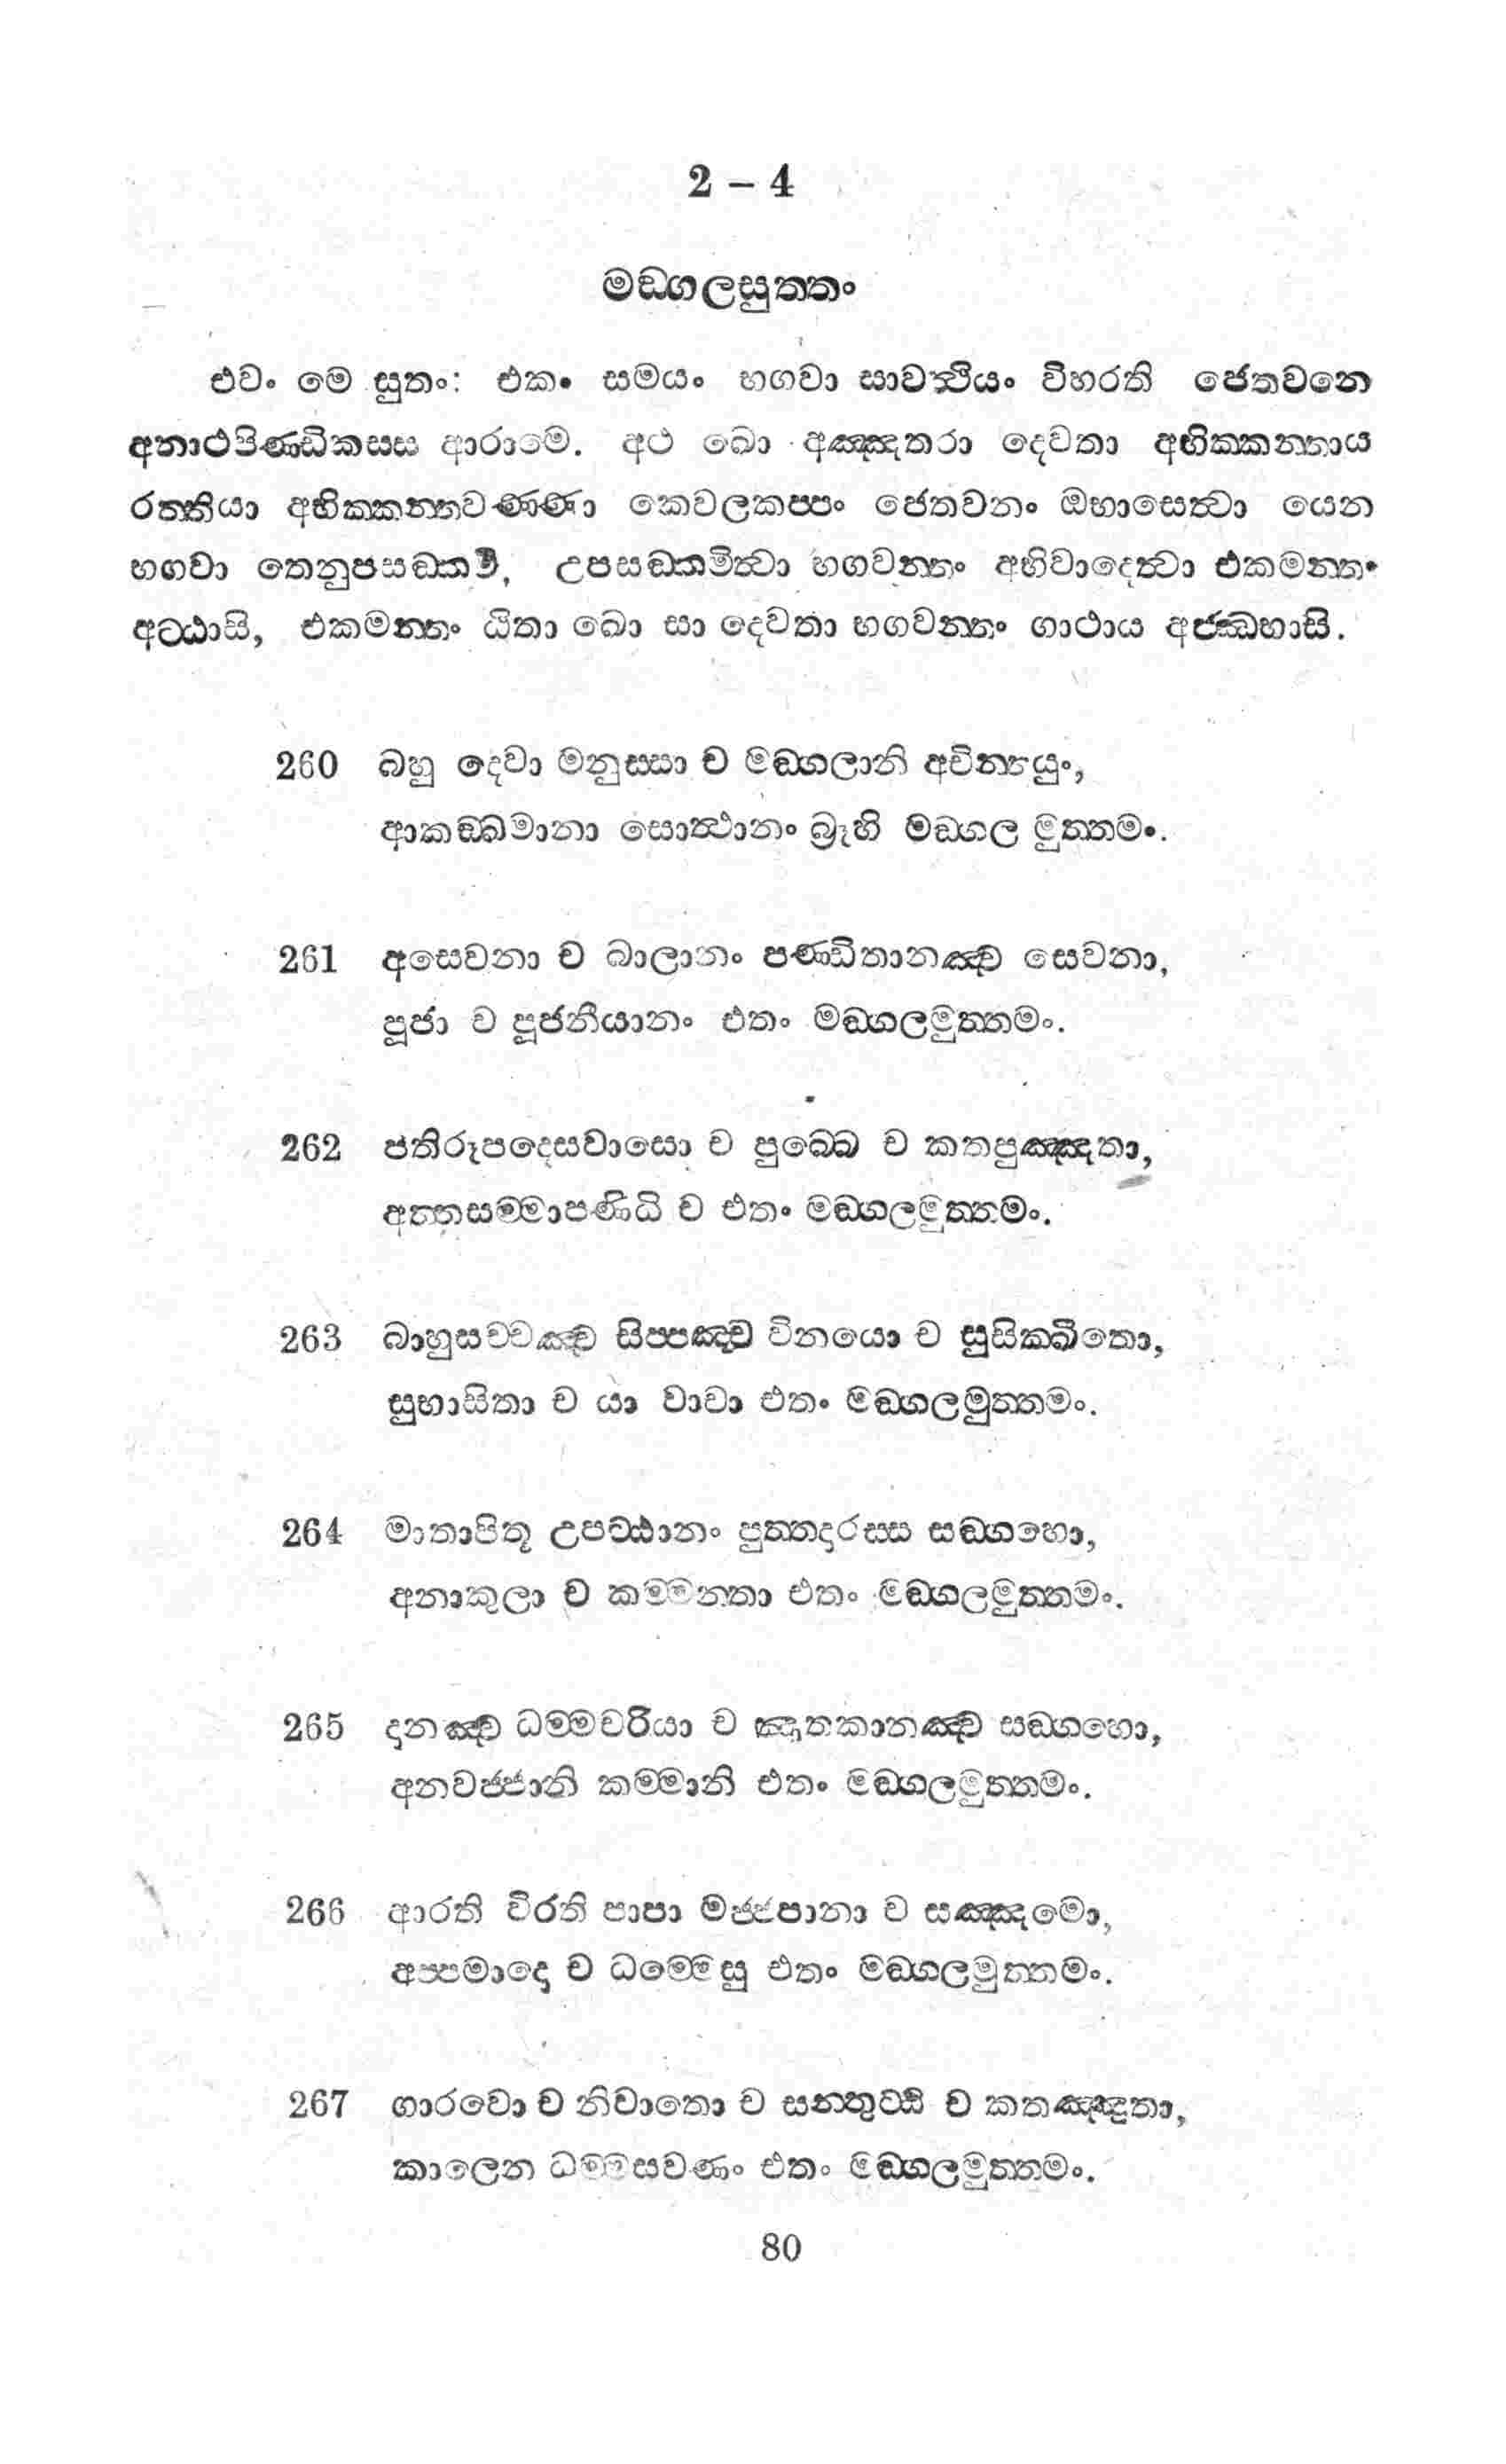 2 – 4
මඞ්ගලසුත්තං
එවං මෙ සුතං: එකං සමයං භගවා සාවත්ථියං විහරති ජෙතවනෙ
අනාථපිණ්ඩිකස්ස ආරාමෙ. අථ ඛො අඤ්ඤතරා දෙවතා අභික්කන්තාය
රත්තියා අභික්කන්තවණ්ණා කෙවලකප්පං ජෙතවනං ඔභාසෙත්වා යෙන
භගවා තෙනුපසඞ්කමි, උපසඞ්කමිත්වා භගවන්තං අභිවාදෙත්වා එකමන්තං
අට්ඨාසි, එකමන්තං ඨිතා ඛො සා දෙවතා භගවන්තං ගාථාය අජ්ඣභාසි.
260 බහු දෙවා මනුස්සා ච මඞ්ගලානි අචින්තයුං,
ආකඞ්ඛමානා සොත්ථානං බ්‍රූහි මඞ්ගල මුත්තමං.
261 අසෙවනා ච බාලානං පණ්ඩිතානඤ්ච සෙවනා,
පූජා ච පූජනීයානං එතං මඞ්ගලමුත්තමං.
262 පතිරූපදෙසවාසො ච පුබ්බෙ ච කතපුඤ්ඤතා,
අත්තසම්මාපණිධි ච එතං මඞ්ගලමුත්තමං.
263 බාහුසච්චඤ්ච සිප්පඤ්ච විනයො ච සුසික්ඛිතො,
සුභාසිතා ච යා වාචා එතං මඞ්ගලමුත්තමං.
264 මාතාපිතූ උපට්ඨානං පුත්තදාරස්ස සඞ්ගහො,
අනාකුලා ච කම්මන්තා එතං මඞ්ගලමුත්තමං.
265 දානඤ්ච ධම්මචරියා ච ඤාතකානඤ්ච සඞ්ගහො,
අනවජ්ජානි කම්මානි එතං මඞ්ගලමුත්තමං.
266 ආරති විරති පාපා මජ්ජපානා ච සඤ්ඤමො,
අප්පමාදො ච ධම්මෙසු එතං මඞ්ගලමුත්තමං.
267 ගාරවො ච නිවාතො ච සන්තුට්ඨි ච කතඤ්ඤුතා,
කාලෙන ධම්මසවණං එතං මඞ්ගලමුත්තමං.
80